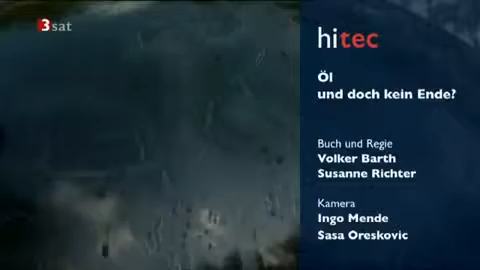 3sat
hitec
Öl
und doch kein Ende?
Buch und Regie
Volker Barth
Susanne Richter
Kamera
Ingo Mende
Sasa Oreskovic